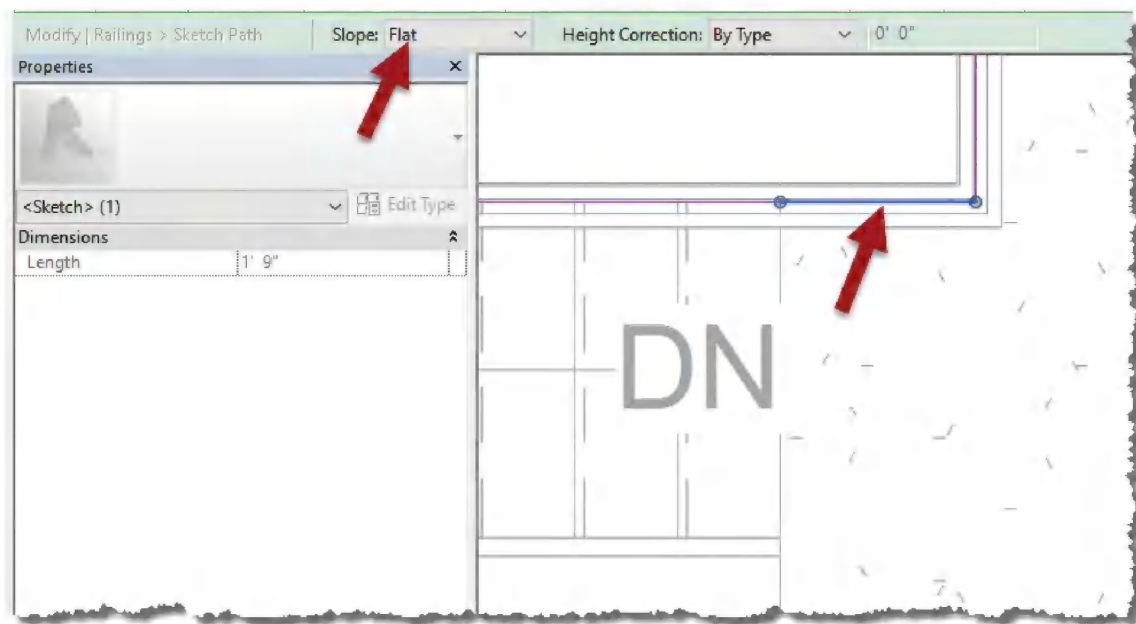 Modify | Railings > Sketch Path Slope: Flat Height Correction: By Type 0' 0"
Properties
<Sketch> (1) Edit Type
Dimensions
Length 1' 9"
DN